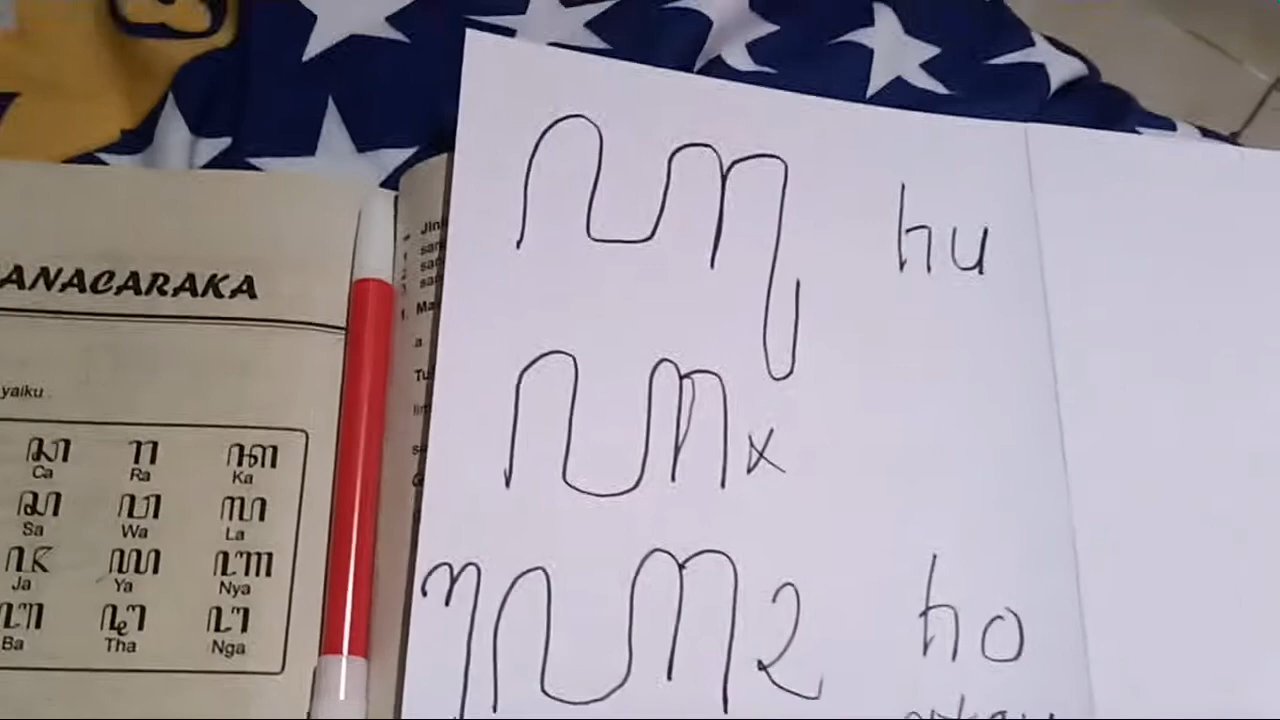 ANACARAKA
yaiku
ꦕ ꦫ ꦏ
Ca Ra Ka
ꦱ ꦮ ꦭ
Sa Wa La
ꦗ ꦪ ꦚ
Ja Ya Nya
ꦧ ꦛ ꦔ
Ba Tha Nga
a
ꦲꦸ hu
ꦲ x
ꦲꦺꦴ ho